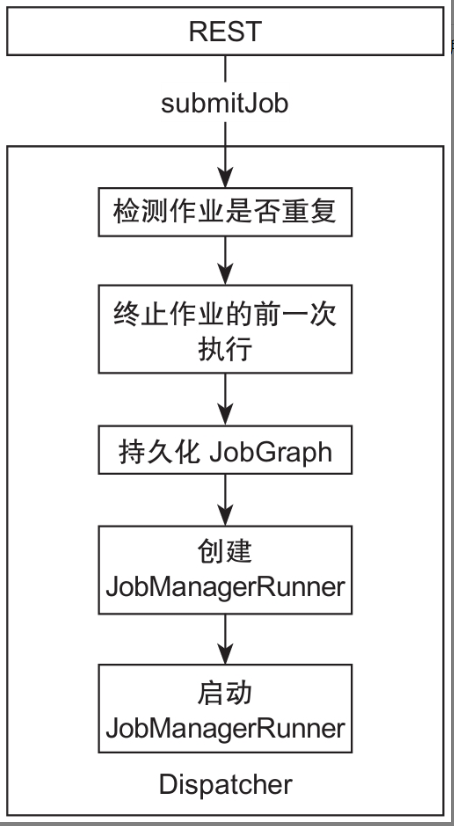 REST
submitJob
检测作业是否重复
终止作业的前一次
执行
持久化 JobGraph
创建
JobManagerRunner
启动
JobManagerRunner
Dispatcher